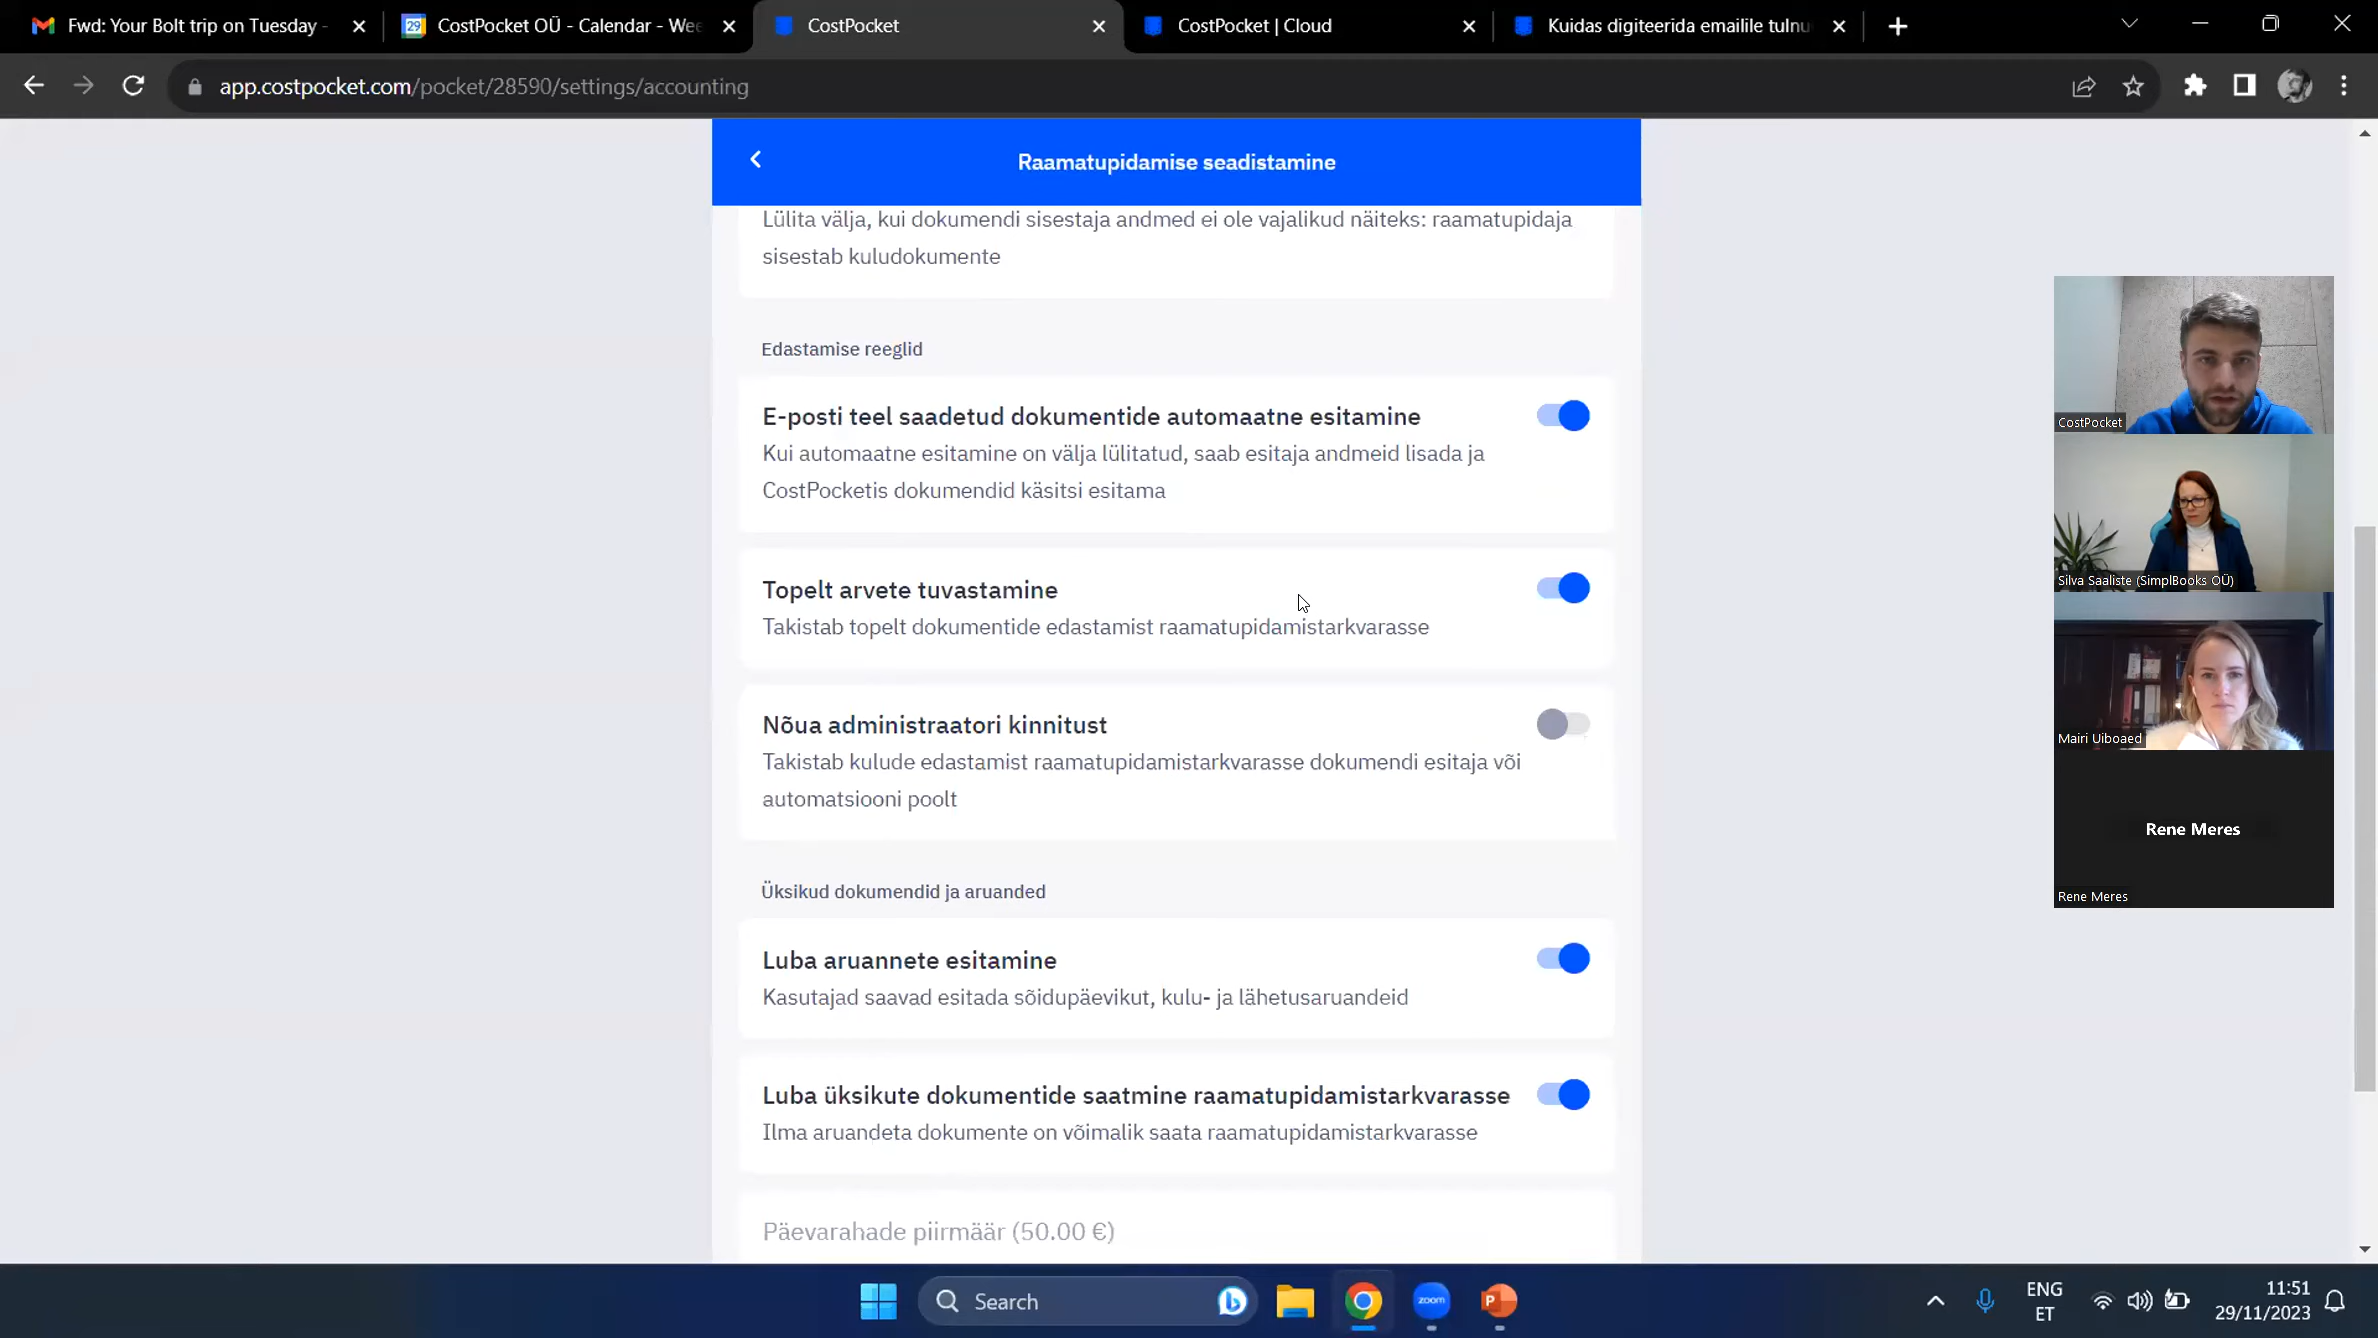 Fwd: Your Bolt trip on Tuesday -
29
CostPocket OÜ - Calendar - Wee
CostPocket
CostPocket | Cloud
Kuidas digiteerida emailile tulnu
app.costpocket.com/pocket/28590/settings/accounting
Raamatupidamise seadistamine
Lülita välja, kui dokumendi sisestaja andmed ei ole vajalikud näiteks: raamatupidaja
sisestab kuludokumente
Edastamise reeglid
E-posti teel saadetud dokumentide automaatne esitamine
Kui automaatne esitamine on välja lülitatud, saab esitaja andmeid lisada ja
CostPocketis dokumendid käsitsi esitama
Topelt arvete tuvastamine
Takistab topelt dokumentide edastamist raamatupidamistarkvarasse
Nõua administraatori kinnitust
Takistab kulude edastamist raamatupidamistarkvarasse dokumendi esitaja või
automatsiooni poolt
Üksikud dokumendid ja aruanded
Luba aruannete esitamine
Kasutajad saavad esitada sõidupäevikut, kulu- ja lähetusaruandeid
Luba üksikute dokumentide saatmine raamatupidamistarkvarasse
Ilma aruandeta dokumente on võimalik saata raamatupidamistarkvarasse
Päevarahade piirmäär (50.00 €)
CostPocket
Silva Saaliste (SimplBooks OÜ)
Mairi Uiboaed
Rene Meres
Rene Meres
Search
zoom
P
ENG
ET
11:51
29/11/2023